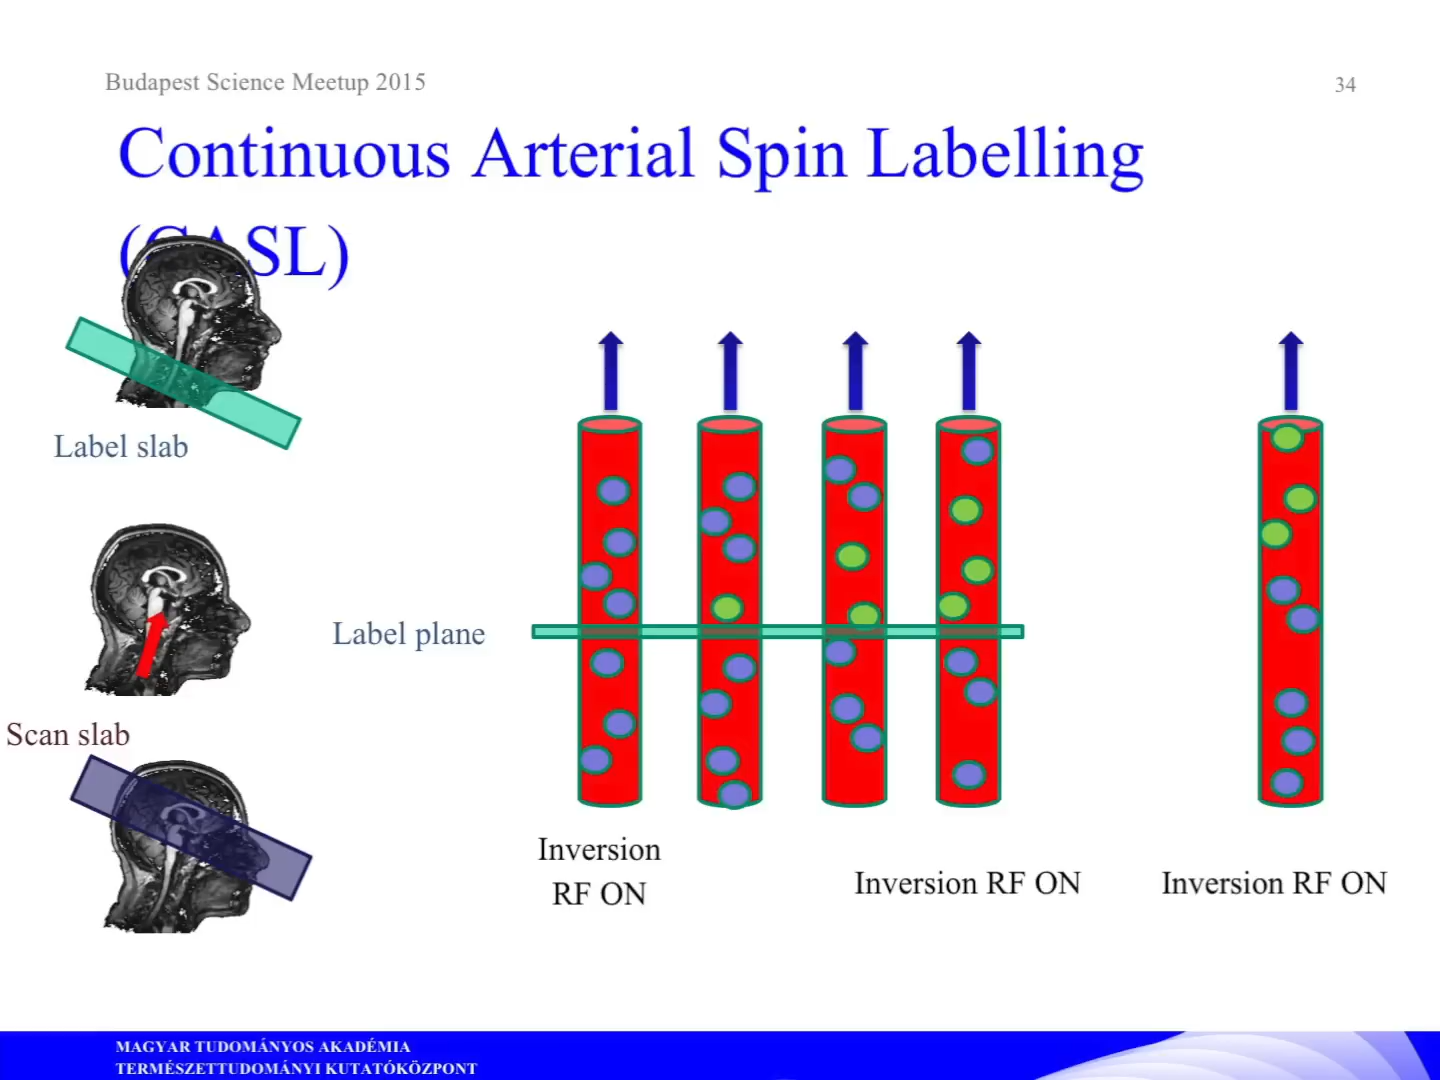 Budapest Science Meetup 2015
34
Continuous Arterial Spin Labelling
(CASL)
Label slab
Label plane
Scan slab
Inversion
RF ON
Inversion RF ON
Inversion RF ON
MAGYAR TUDOMÁNYOS AKADÉMIA
TERMÉSZETTUDOMÁNYI KUTATÓKÖZPONT